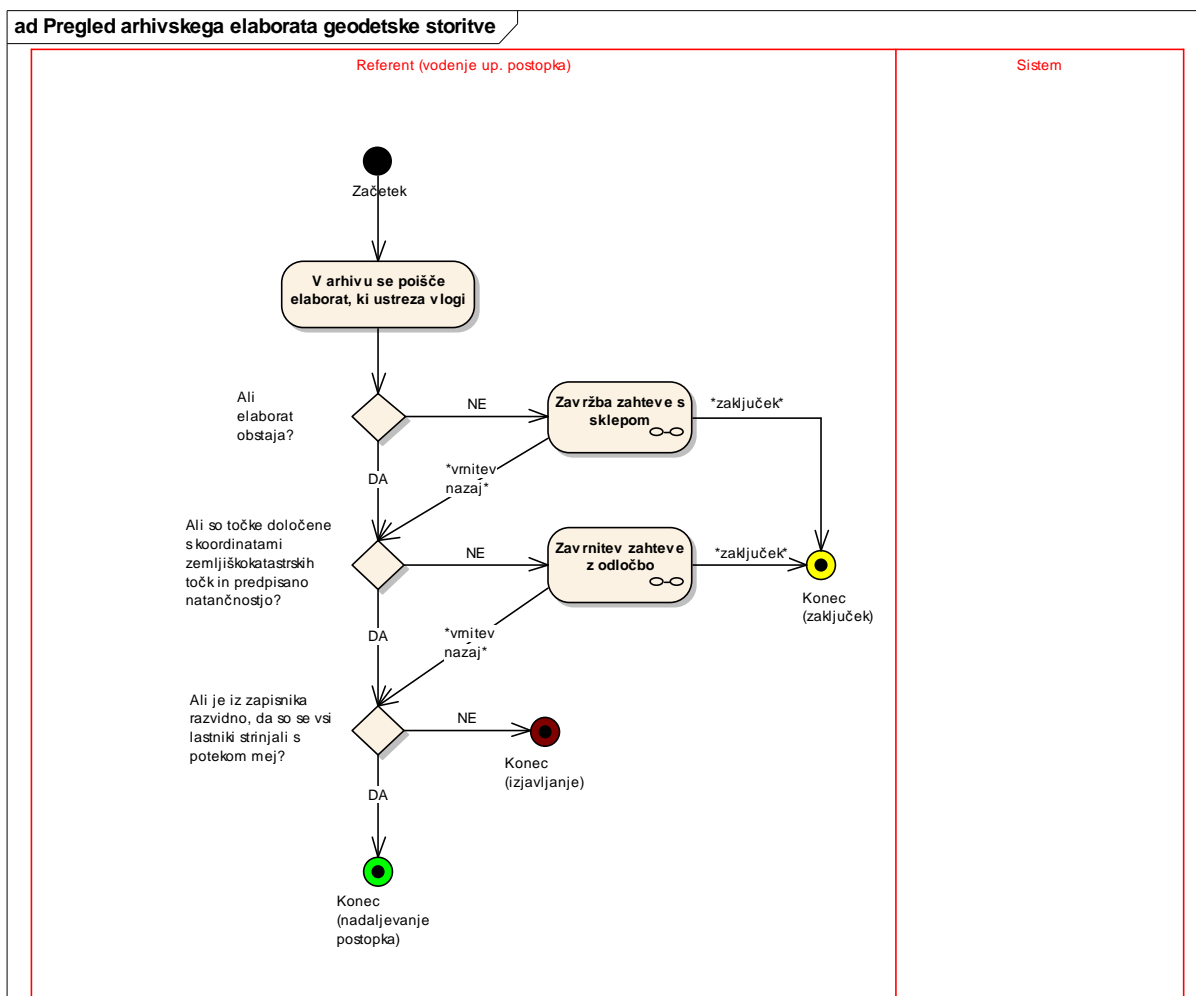 ad Pregled arhivskega elaborata geodetske storitve
Referent (vodenje up. postopka)
Sistem
Začetek
V arhivu se poišče
elaborat, ki ustreza vlogi
Ali
elaborat
obstaja?
NE
Zavržba zahteve s
sklepom
*zaključek*
DA
*vrnitev
nazaj*
Ali so točke določene
s koordinatami
zemljiškokatastrskih
točk in predpisano
natančnostjo?
NE
Zavrnitev zahteve
z odločbo
*zaključek*
Konec
(zaključek)
DA
*vrnitev
nazaj*
Ali je iz zapisnika
razvidno, da so se vsi
lastniki strinjali s
potekom mej?
NE
Konec
(izjavljanje)
DA
Konec
(nadaljevanje
postopka)